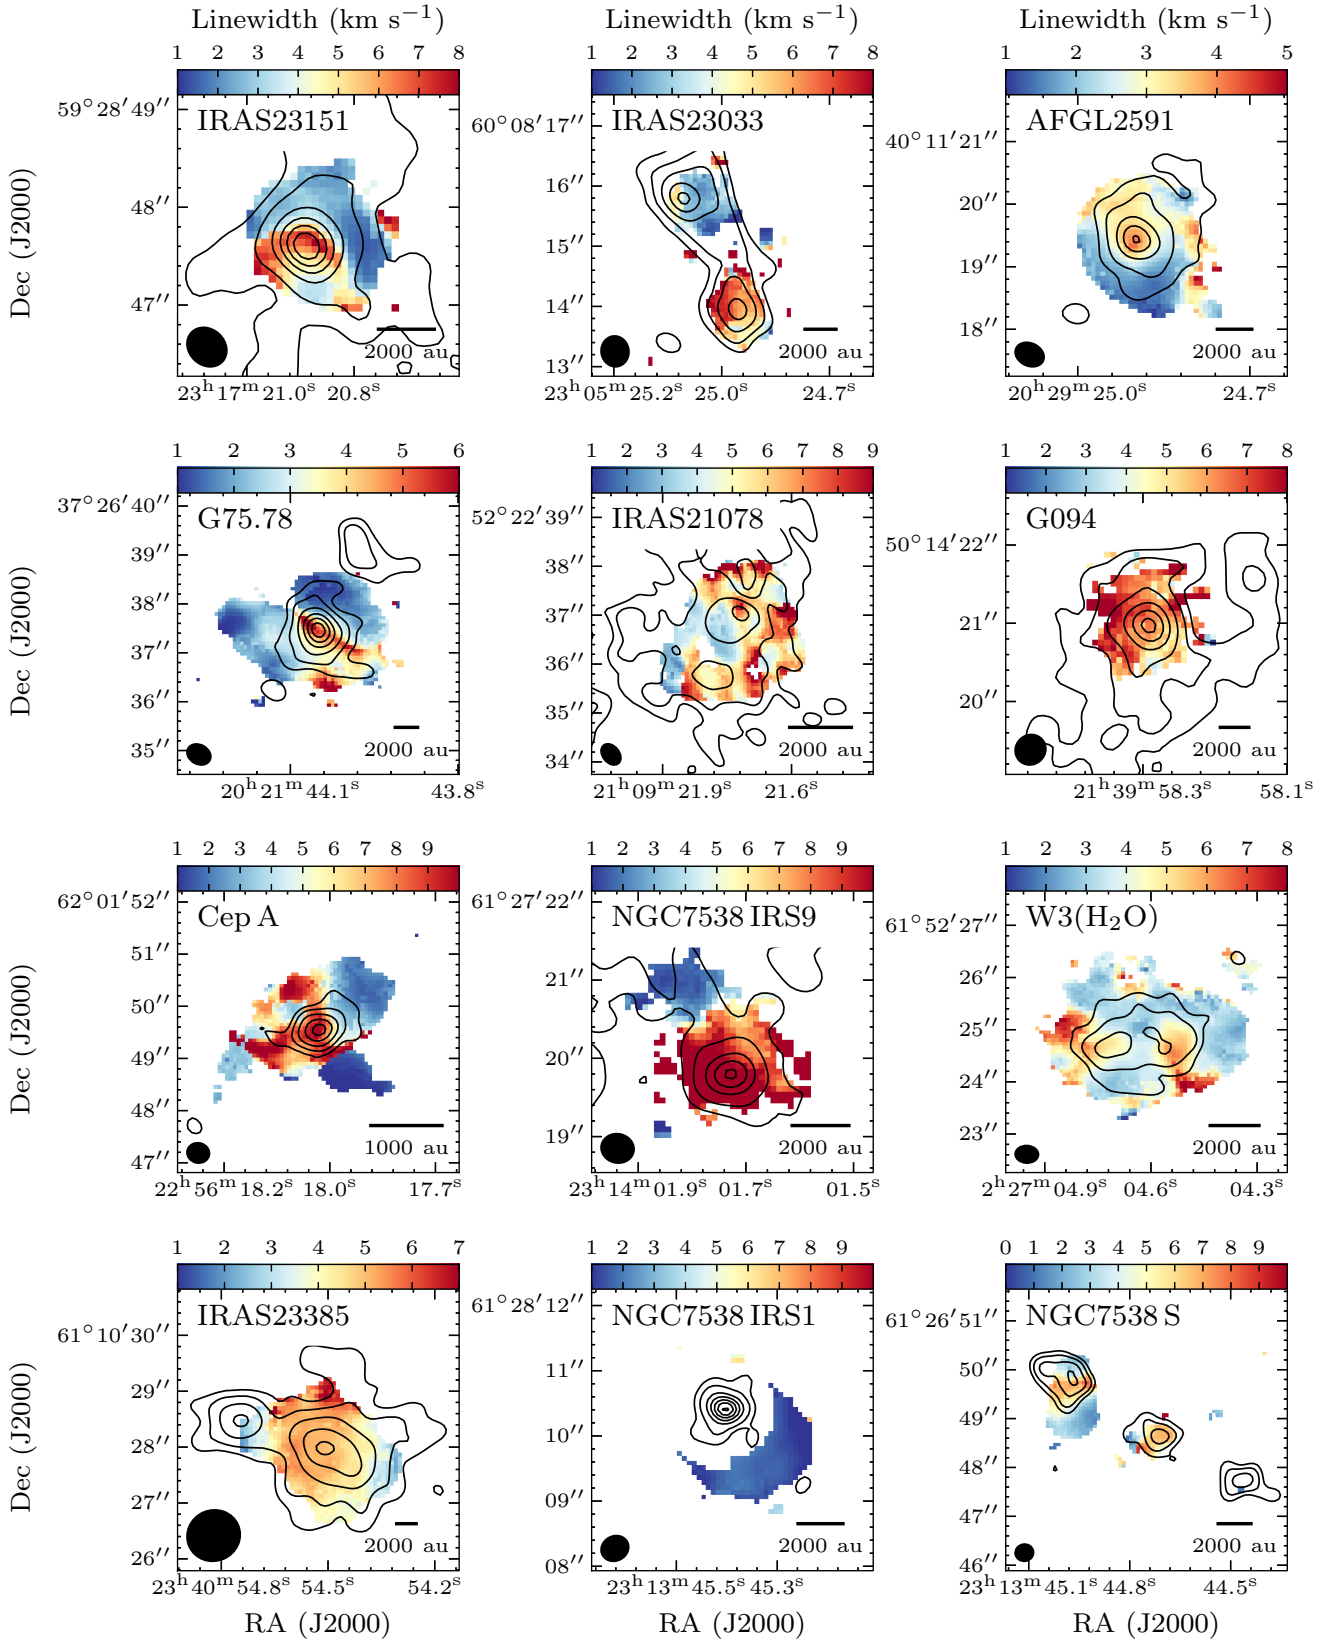 Linewidth (km s⁻¹) Linewidth (km s⁻¹) Linewidth (km s⁻¹)
1 2 3 4 5 6 7 8 1 2 3 4 5 6 7 8 1 2 3 4 5
IRAS23151 IRAS23033 AFGL2591
59°28′49″ 48″ 47″
60°08′17″ 16″ 15″ 14″ 13″
40°11′21″ 20″ 19″ 18″
Dec (J2000)
2000 au 2000 au 2000 au
23ʰ17ᵐ21.0ˢ 20.8ˢ 23ʰ05ᵐ25.2ˢ 25.0ˢ 24.7ˢ 20ʰ29ᵐ25.0ˢ 24.7ˢ
1 2 3 4 5 6 1 2 3 4 5 6 7 8 9 1 2 3 4 5 6 7 8
G75.78 IRAS21078 G094
37°26′40″ 39″ 38″ 37″ 36″ 35″
52°22′39″ 38″ 37″ 36″ 35″ 34″
50°14′22″ 21″ 20″
Dec (J2000)
2000 au 2000 au 2000 au
20ʰ21ᵐ44.1ˢ 43.8ˢ 21ʰ09ᵐ21.9ˢ 21.6ˢ 21ʰ39ᵐ58.3ˢ 58.1ˢ
1 2 3 4 5 6 7 8 9 1 2 3 4 5 6 7 8 9 1 2 3 4 5 6 7 8
Cep A NGC7538 IRS9 W3(H₂O)
62°01′52″ 51″ 50″ 49″ 48″ 47″
61°27′22″ 21″ 20″ 19″
61°52′27″ 26″ 25″ 24″ 23″
Dec (J2000)
1000 au 2000 au 2000 au
22ʰ56ᵐ18.2ˢ 18.0ˢ 17.7ˢ 23ʰ14ᵐ01.9ˢ 01.7ˢ 01.5ˢ 2ʰ27ᵐ04.9ˢ 04.6ˢ 04.3ˢ
1 2 3 4 5 6 7 1 2 3 4 5 6 7 8 9 0 1 2 3 4 5 6 7 8 9
IRAS23385 NGC7538 IRS1 NGC7538 S
61°10′30″ 29″ 28″ 27″ 26″
61°28′12″ 11″ 10″ 09″ 08″
61°26′51″ 50″ 49″ 48″ 47″ 46″
Dec (J2000)
2000 au 2000 au 2000 au
23ʰ40ᵐ54.8ˢ 54.5ˢ 54.2ˢ 23ʰ13ᵐ45.5ˢ 45.3ˢ 23ʰ13ᵐ45.1ˢ 44.8ˢ 44.5ˢ
RA (J2000) RA (J2000) RA (J2000)